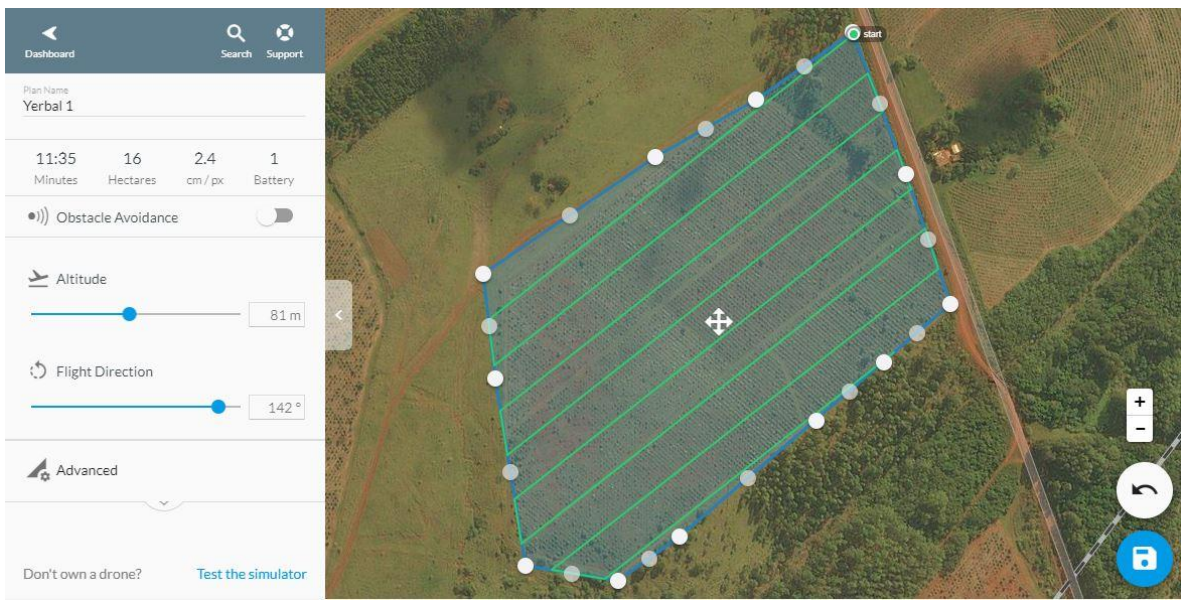 Dashboard
Search
Support
Plan Name
Yerbal 1
11:35
16
2.4
1
Minutes
Hectares
cm / px
Battery
Obstacle Avoidance
Altitude
81 m
Flight Direction
142 °
Advanced
Don't own a drone?
Test the simulator
start
+
-